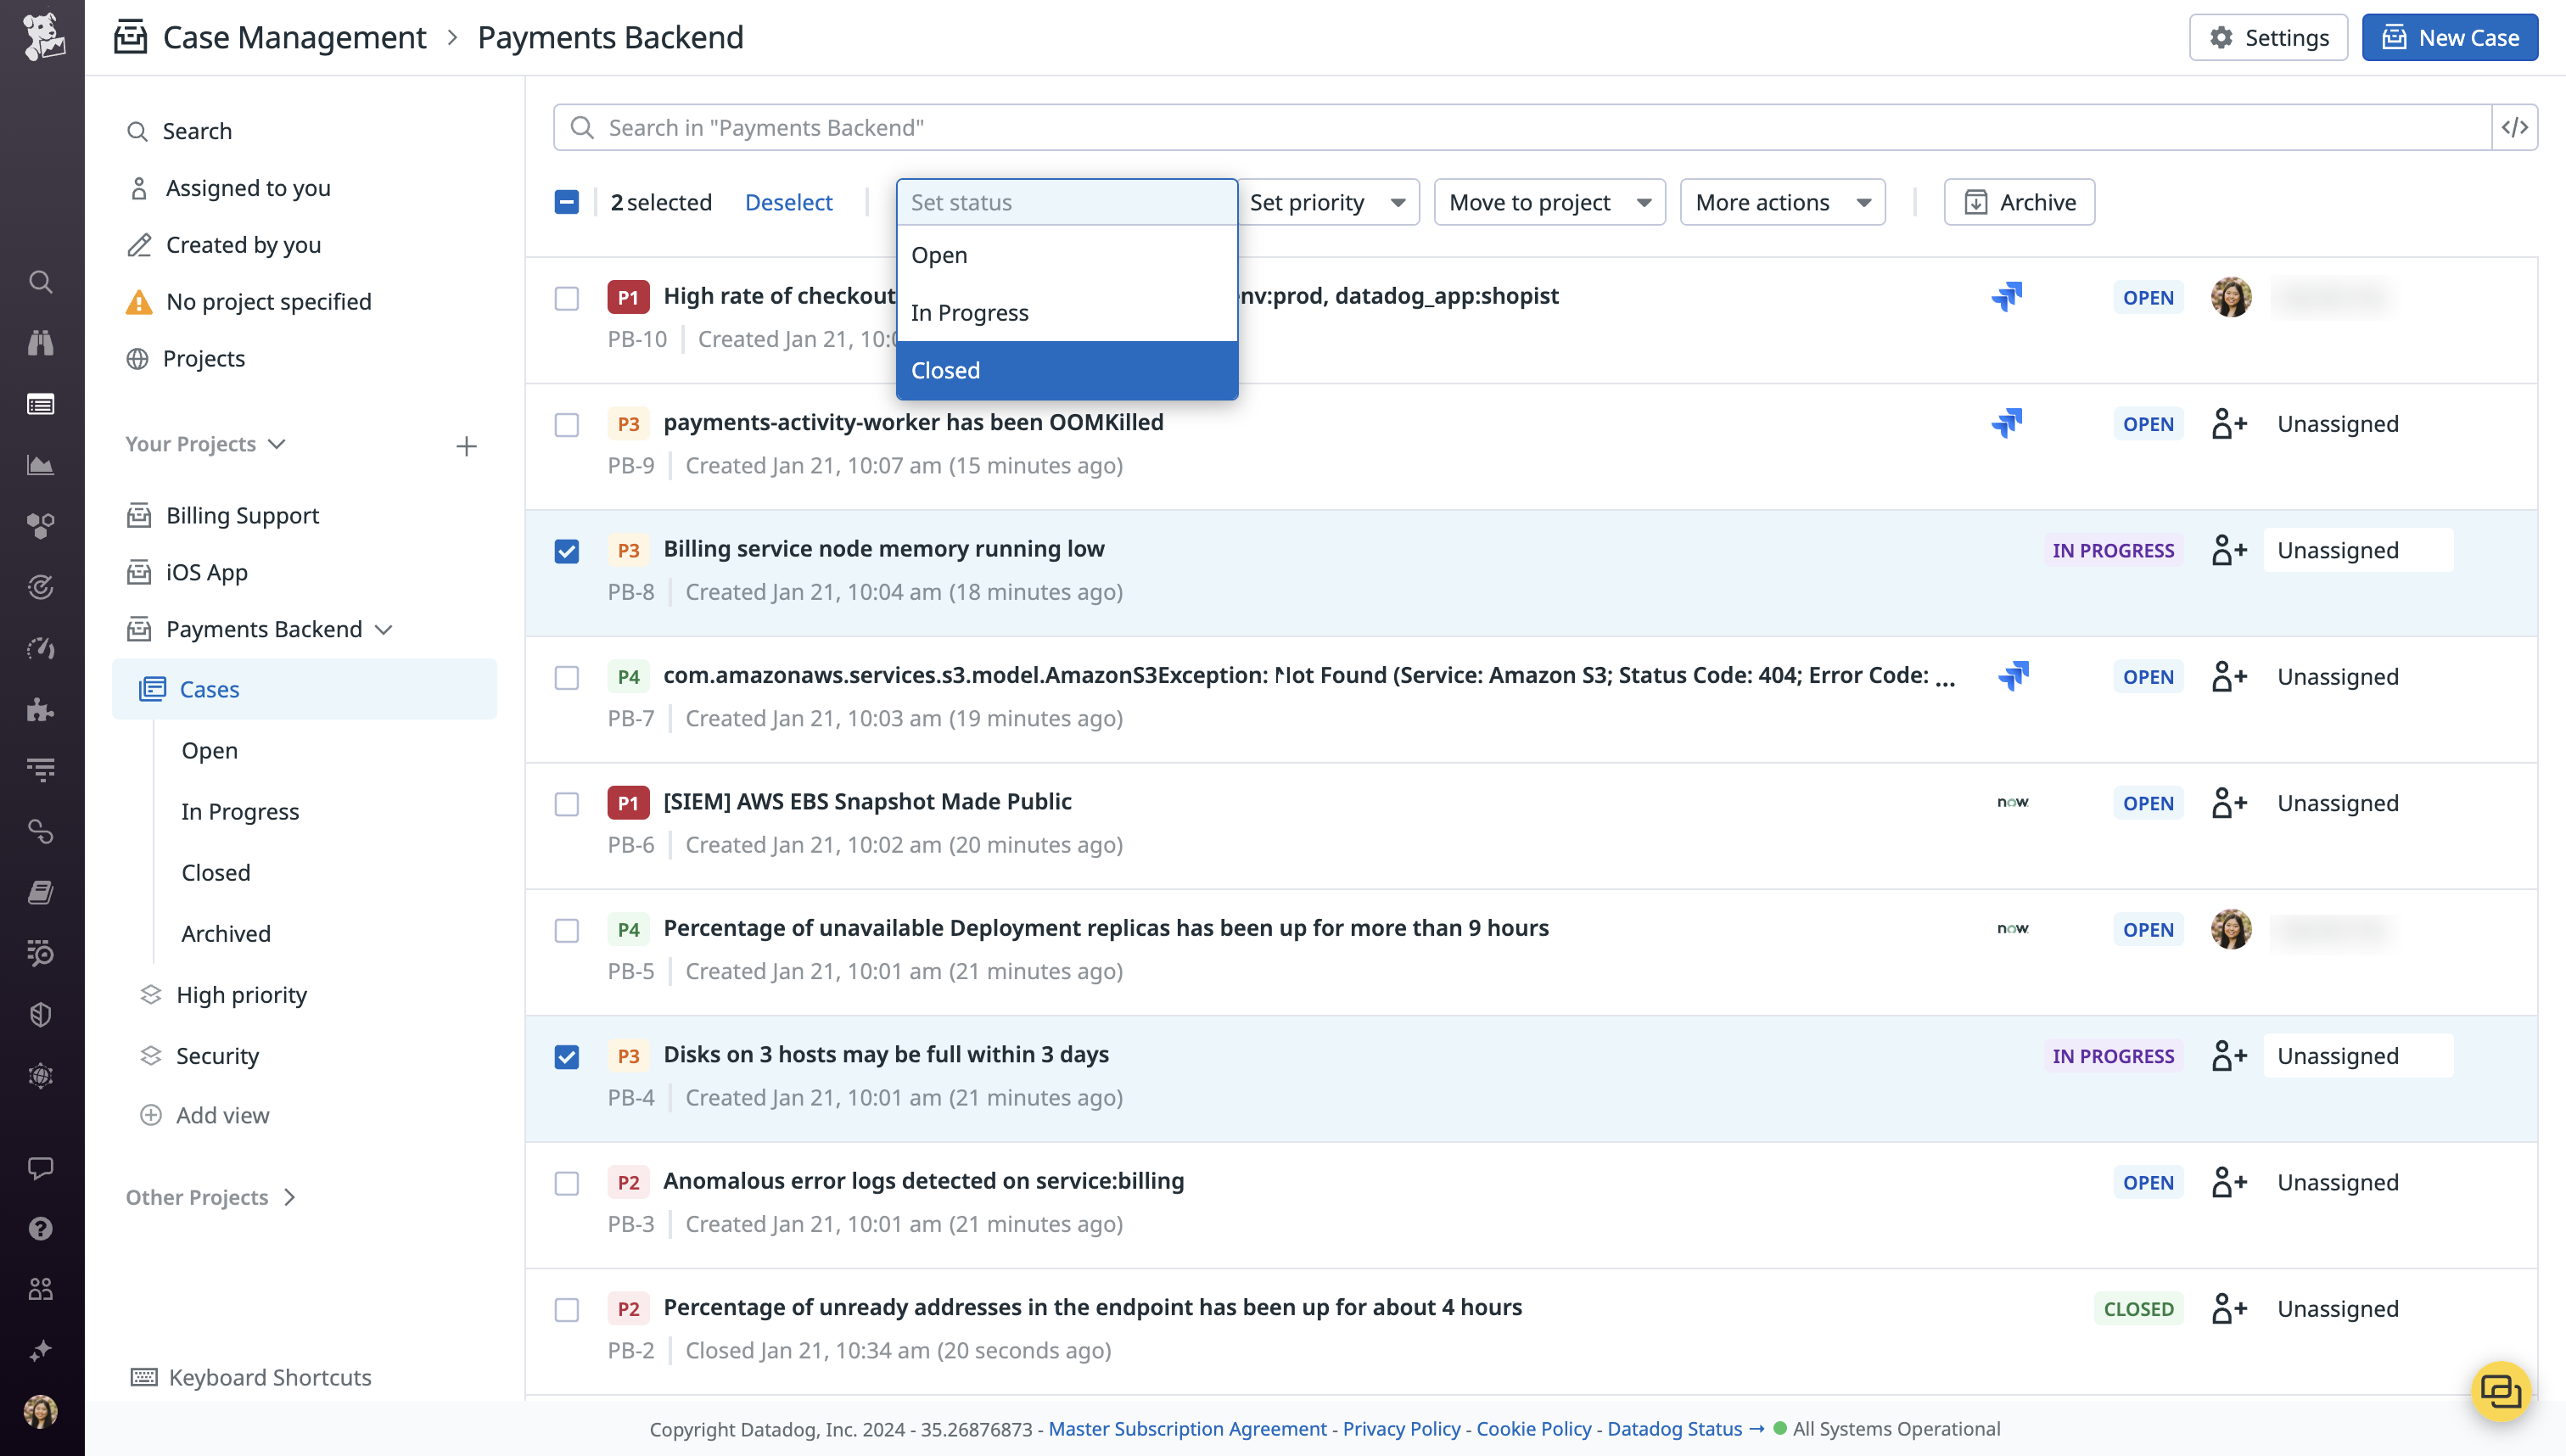 Case Management > Payments Backend
Settings
New Case
Search
Assigned to you
Created by you
No project specified
Projects
Your Projects
Billing Support
iOS App
Payments Backend
Cases
Open
In Progress
Closed
Archived
High priority
Security
Add view
Other Projects
Keyboard Shortcuts
Search in "Payments Backend"
</>
2 selected
Deselect
Set status
Open
In Progress
Closed
Set priority
Move to project
More actions
Archive
P1 High rate of checkout nv:prod, datadog_app:shopist OPEN
PB-10 Created Jan 21, 10:0
P3 payments-activity-worker has been OOMKilled OPEN Unassigned
PB-9 Created Jan 21, 10:07 am (15 minutes ago)
P3 Billing service node memory running low IN PROGRESS Unassigned
PB-8 Created Jan 21, 10:04 am (18 minutes ago)
P4 com.amazonaws.services.s3.model.AmazonS3Exception: Not Found (Service: Amazon S3; Status Code: 404; Error Code: ... OPEN Unassigned
PB-7 Created Jan 21, 10:03 am (19 minutes ago)
P1 [SIEM] AWS EBS Snapshot Made Public now OPEN Unassigned
PB-6 Created Jan 21, 10:02 am (20 minutes ago)
P4 Percentage of unavailable Deployment replicas has been up for more than 9 hours now OPEN
PB-5 Created Jan 21, 10:01 am (21 minutes ago)
P3 Disks on 3 hosts may be full within 3 days IN PROGRESS Unassigned
PB-4 Created Jan 21, 10:01 am (21 minutes ago)
P2 Anomalous error logs detected on service:billing OPEN Unassigned
PB-3 Created Jan 21, 10:01 am (21 minutes ago)
P2 Percentage of unready addresses in the endpoint has been up for about 4 hours CLOSED Unassigned
PB-2 Closed Jan 21, 10:34 am (20 seconds ago)
Copyright Datadog, Inc. 2024 - 35.26876873 - Master Subscription Agreement - Privacy Policy - Cookie Policy - Datadog Status → All Systems Operational